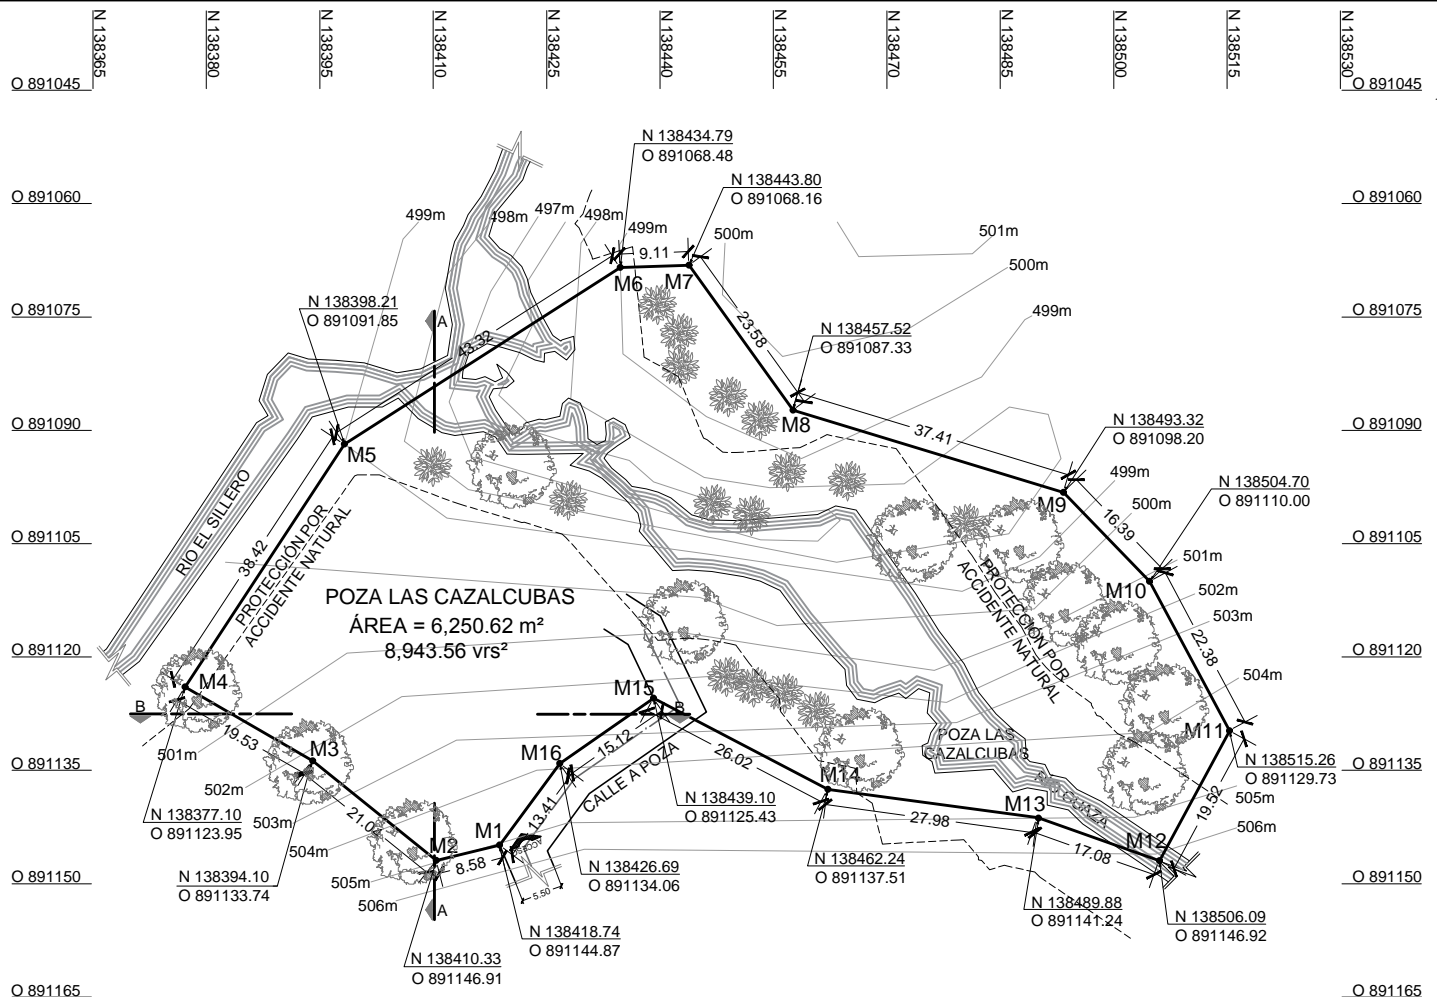 N 138365
N 138380
N 138395
N 138410
N 138425
N 138440
N 138455
N 138470
N 138485
N 138500
N 138515
N 138530
O 891045
O 891045
O 891060
O 891060
O 891075
O 891075
O 891090
O 891090
O 891105
O 891105
O 891120
O 891120
O 891135
O 891135
O 891150
O 891150
O 891165
O 891165
N 138434.79
O 891068.48
N 138443.80
O 891068.16
499m
498m
497m
498m
499m
500m
501m
500m
499m
9.11
M6
M7
N 138398.21
O 891091.85
A
43.32
23.58
N 138457.52
O 891087.33
M8
M5
37.41
N 138493.32
O 891098.20
499m
500m
M9
16.39
N 138504.70
O 891110.00
501m
502m
503m
M10
RIO EL SILLERO
38.42
PROTECCIÓN POR
ACCIDENTE NATURAL
PROTECCIÓN POR
ACCIDENTE NATURAL
POZA LAS CAZALCUBAS
ÁREA = 6,250.62 m²
8,943.56 vrs²
22.38
504m
M4
M15
B
B
19.53
M3
15.12
M16
26.02
CALLE A POZA
POZA LAS
CAZALCUBAS
M11
N 138515.26
O 891129.73
501m
502m
503m
504m
505m
506m
505m
506m
21.02
13.41
M14
M13
M12
27.98
17.08
19.52
N 138377.10
O 891123.95
N 138439.10
O 891125.43
M2
M1
8.58
5.50
A
N 138394.10
O 891133.74
N 138426.69
O 891134.06
N 138462.24
O 891137.51
N 138489.88
O 891141.24
N 138506.09
O 891146.92
N 138418.74
O 891144.87
N 138410.33
O 891146.91